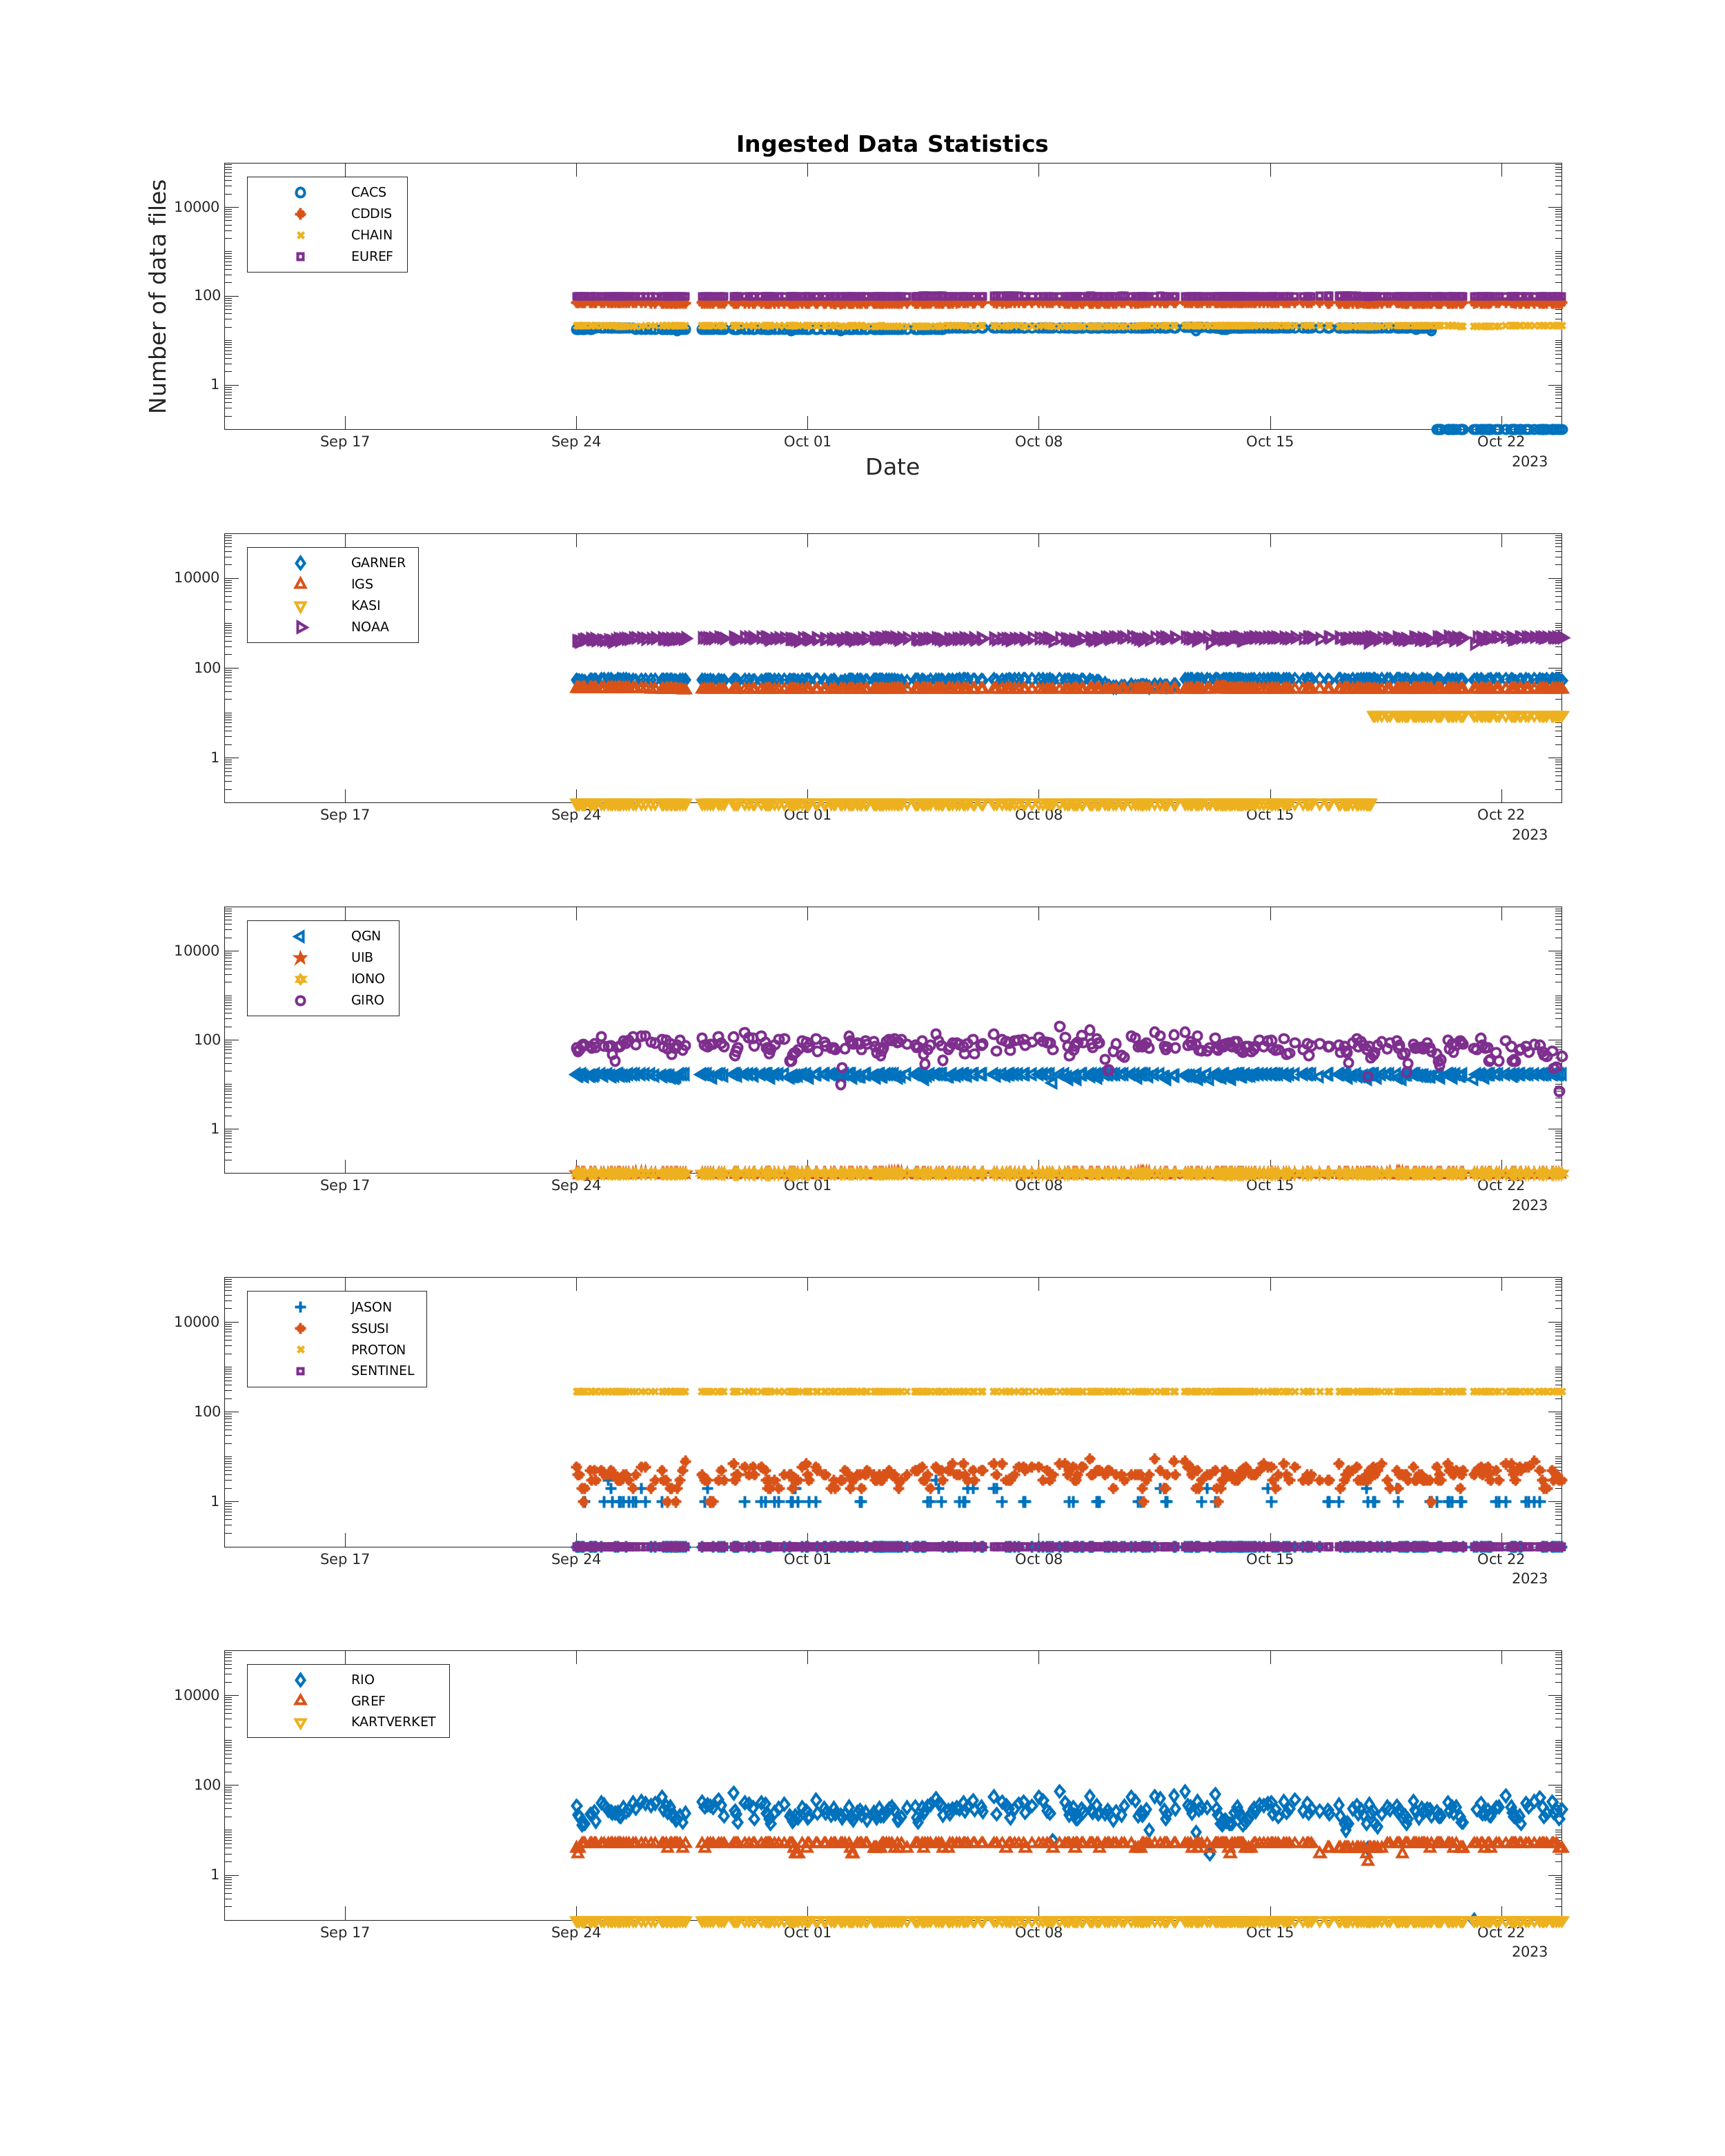 Ingested Data Statistics
Number of data files
10000
100
1
CACS
CDDIS
CHAIN
EUREF
Sep 17 Sep 24 Oct 01 Oct 08 Oct 15 Oct 22
2023
Date
10000
100
1
GARNER
IGS
KASI
NOAA
Sep 17 Sep 24 Oct 01 Oct 08 Oct 15 Oct 22
2023
10000
100
1
QGN
UIB
IONO
GIRO
Sep 17 Sep 24 Oct 01 Oct 08 Oct 15 Oct 22
2023
10000
100
1
JASON
SSUSI
PROTON
SENTINEL
Sep 17 Sep 24 Oct 01 Oct 08 Oct 15 Oct 22
2023
10000
100
1
RIO
GREF
KARTVERKET
Sep 17 Sep 24 Oct 01 Oct 08 Oct 15 Oct 22
2023